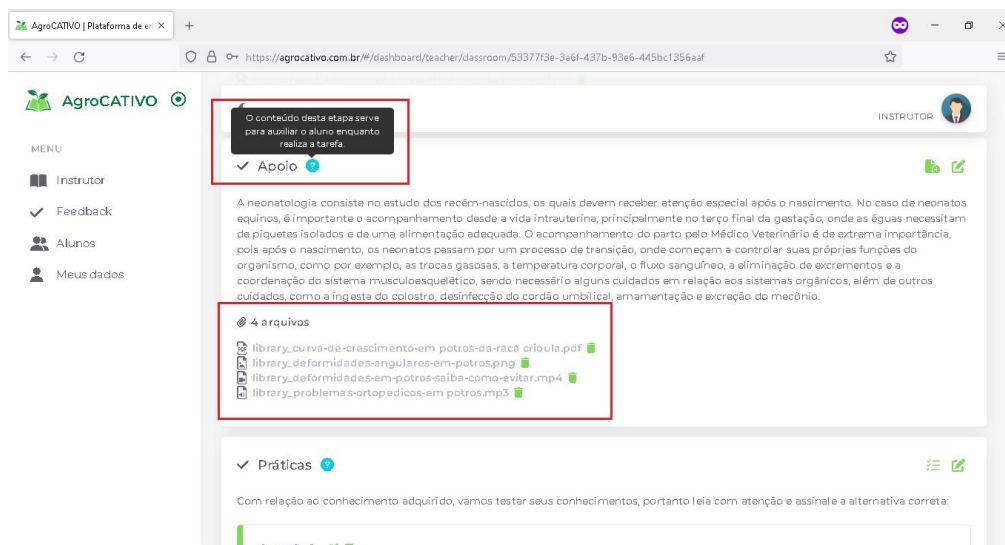 AgroCATIVO | Plataforma de en
https://agrocativo.com.br/#/dashboard/teacher/classroom/53377f3e-3a6f-437b-93e6-445bc1356aaf
AgroCATIVO
MENU
Instrutor
Feedback
Alunos
Meus dados
INSTRUTOR
O conteúdo desta etapa serve
para auxiliar o aluno enquanto
realiza a tarefa.
Apoio ?
A neonatologia consiste no estudo dos recém-nascidos, os quais devem receber atenção especial após o nascimento. No caso de neonatos
equinos, é importante o acompanhamento desde a vida intrauterina, principalmente no terço final da gestação, onde as éguas necessitam
de piquetes isolados e de uma alimentação adequada. O acompanhamento do parto pelo Médico Veterinário é de extrema importância,
pois após o nascimento, os neonatos passam por um processo de transição, onde começam a controlar suas próprias funções do
organismo, como por exemplo, as trocas gasosas, a temperatura corporal, o fluxo sanguíneo, a eliminação de excrementos e a
coordenação do sistema musculoesquelético, sendo necessário alguns cuidados em relação aos sistemas orgânicos, além de outros
cuidados, como a ingesta do colostro, desinfecção do cordão umbilical, amamentação e excreção do mecônio.
4 arquivos
library_curva-de-crescimento-em potros-da-raca crioula.pdf
library_deformidades-angulares-em-potros.png
library_deformidades-em-potros-saiba-como-evitar.mp4
library_problemas-ortopedicos-em potros.mp3
Práticas ?
Com relação ao conhecimento adquirido, vamos testar seus conhecimentos, portanto leia com atenção e assinale a alternativa correta: